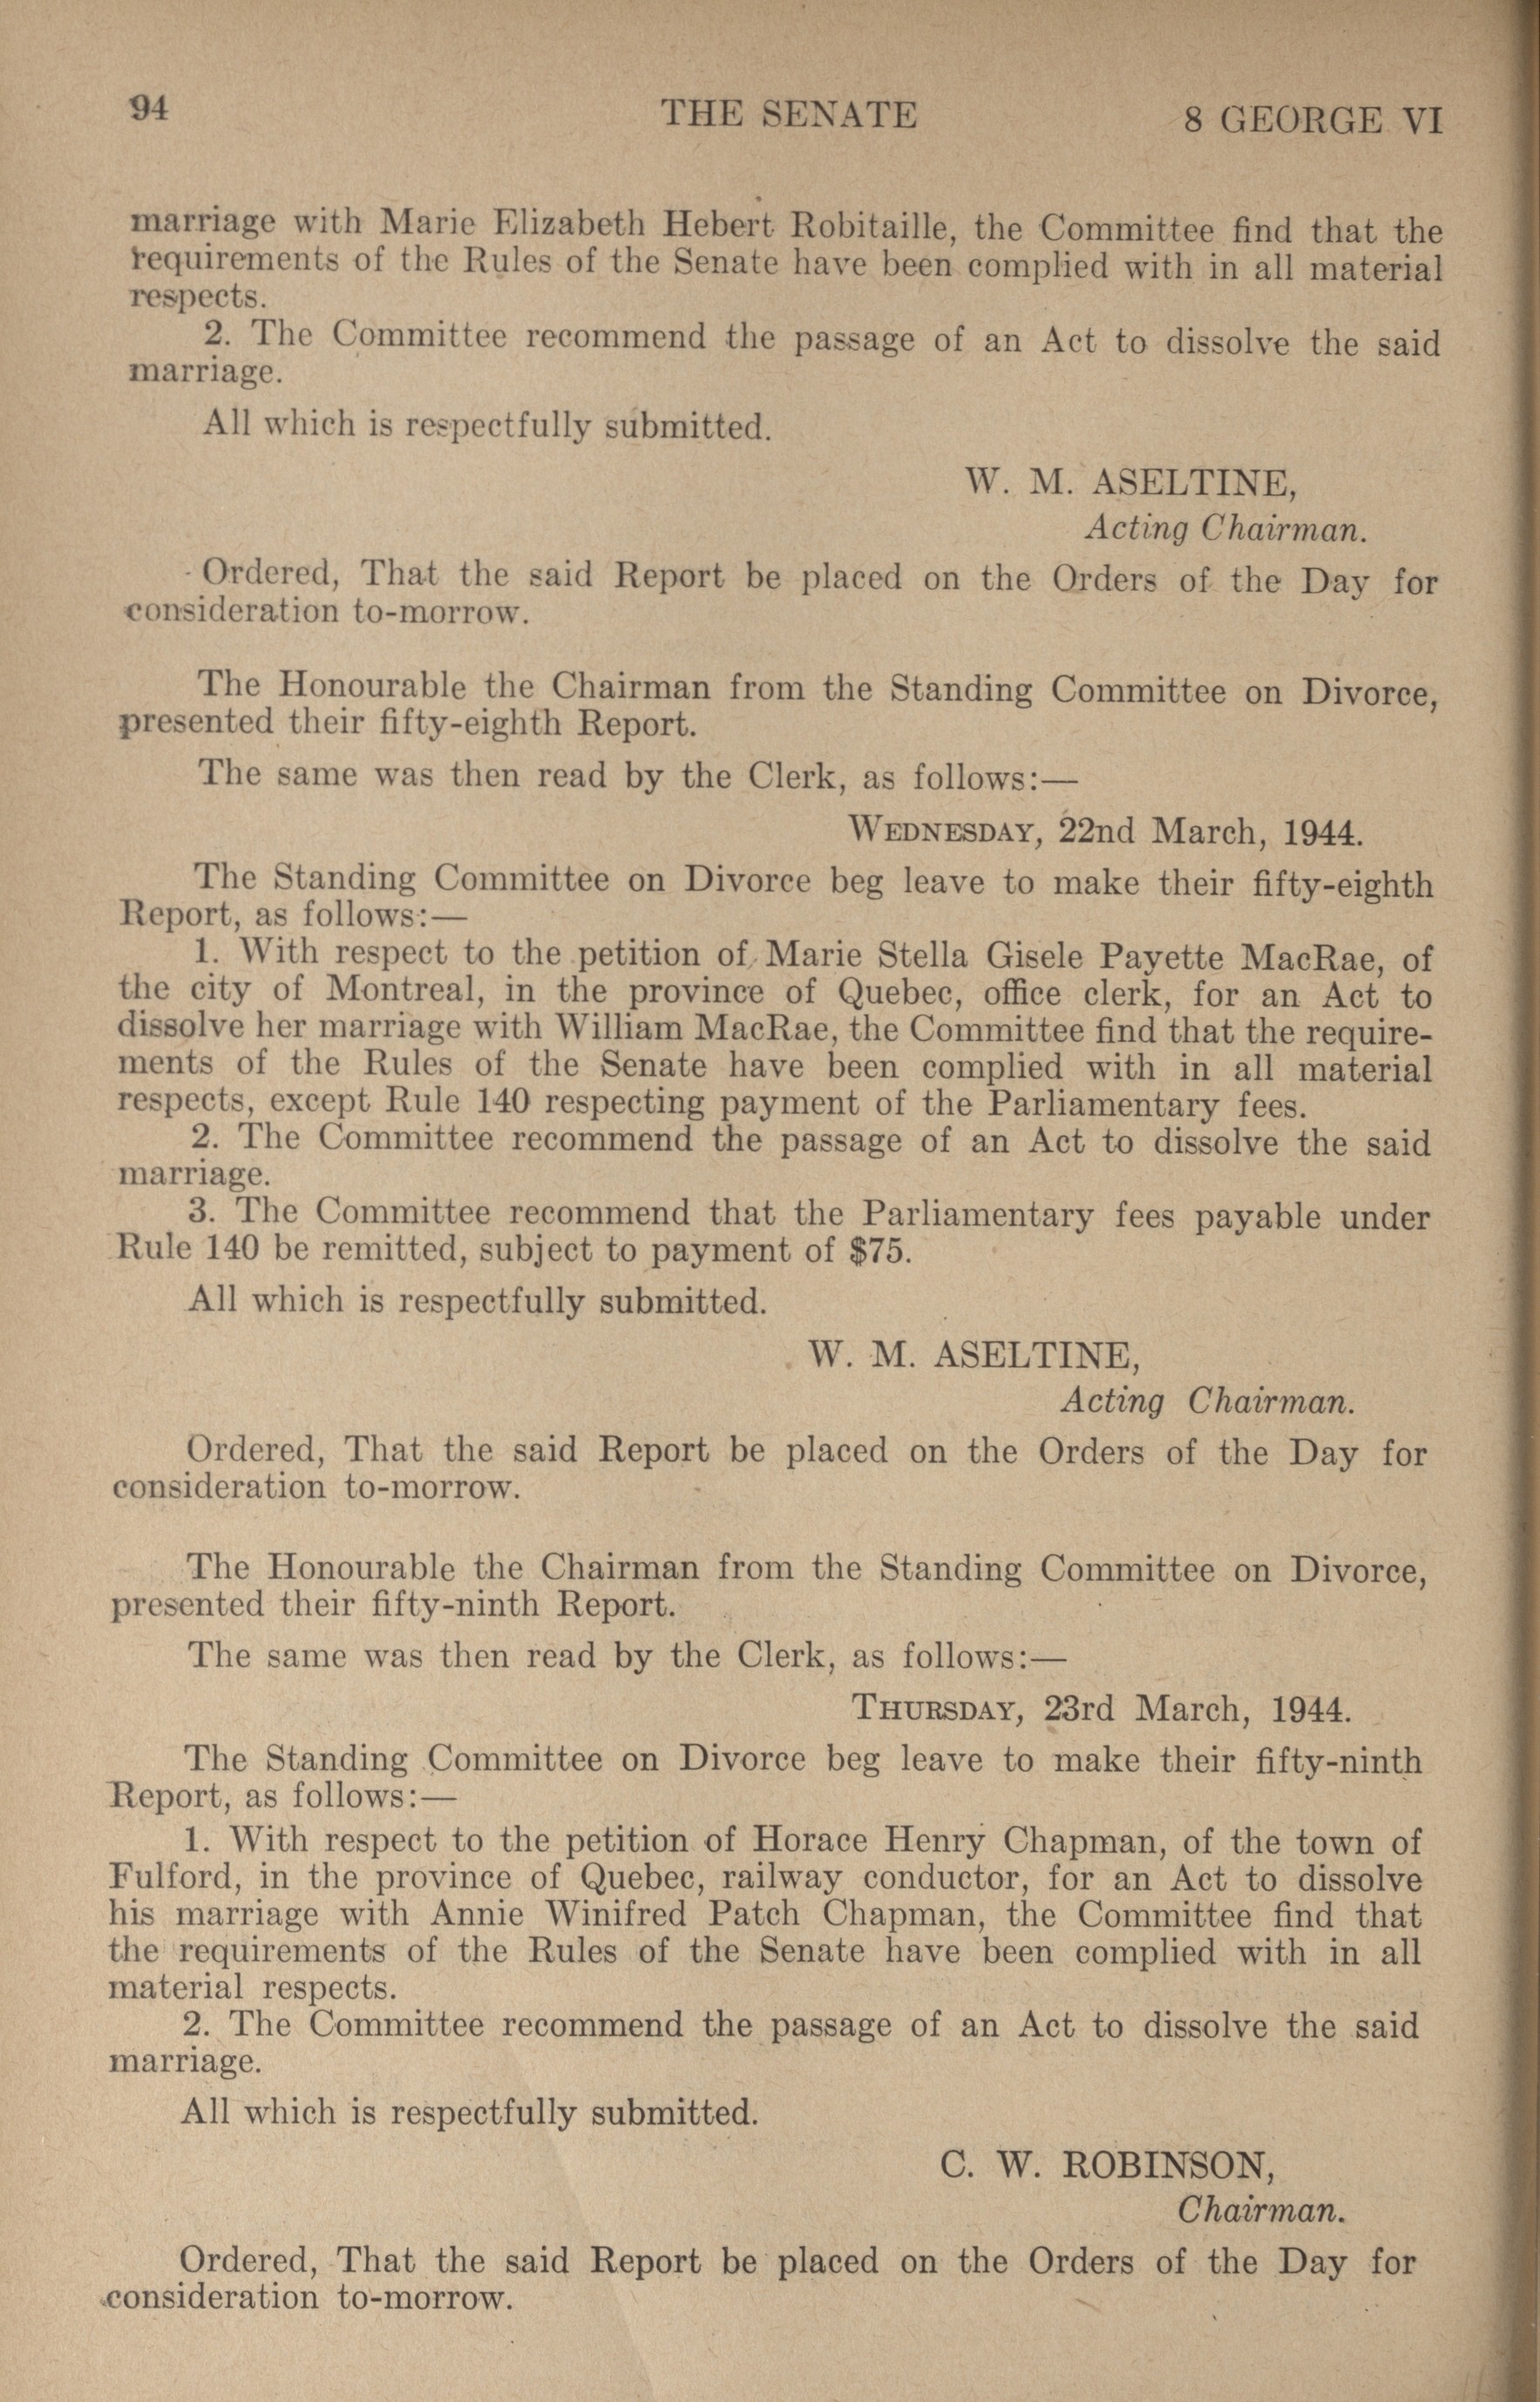 94
THE SENATE
8 GEORGE VI
marriage with Marie Elizabeth Hebert Robitaille, the Committee find that the
requirements of the Rules of the Senate have been complied with in all material
respects.
2. The Committee recommend the passage of an Act to dissolve the said
marriage.
All which is respectfully submitted.
W. M. ASELTINE,
Acting Chairman.
Ordered, That the said Report be placed on the Orders of the Day for
consideration to-morrow.
The Honourable the Chairman from the Standing Committee on Divorce,
presented their fifty-eighth Report.
The same was then read by the Clerk, as follows:—
WEDNESDAY, 22nd March, 1944.
The Standing Committee on Divorce beg leave to make their fifty-eighth
Report, as follows:—
1. With respect to the petition of Marie Stella Gisele Payette MacRae, of
the city of Montreal, in the province of Quebec, office clerk, for an Act to
dissolve her marriage with William MacRae, the Committee find that the require-
ments of the Rules of the Senate have been complied with in all material
respects, except Rule 140 respecting payment of the Parliamentary fees.
2. The Committee recommend the passage of an Act to dissolve the said
marriage.
3. The Committee recommend that the Parliamentary fees payable under
Rule 140 be remitted, subject to payment of $75.
All which is respectfully submitted.
W. M. ASELTINE,
Acting Chairman.
Ordered, That the said Report be placed on the Orders of the Day for
consideration to-morrow.
The Honourable the Chairman from the Standing Committee on Divorce,
presented their fifty-ninth Report.
The same was then read by the Clerk, as follows:—
THURSDAY, 23rd March, 1944.
The Standing Committee on Divorce beg leave to make their fifty-ninth
Report, as follows:—
1. With respect to the petition of Horace Henry Chapman, of the town of
Fulford, in the province of Quebec, railway conductor, for an Act to dissolve
his marriage with Annie Winifred Patch Chapman, the Committee find that
the requirements of the Rules of the Senate have been complied with in all
material respects.
2. The Committee recommend the passage of an Act to dissolve the said
marriage.
All which is respectfully submitted.
C. W. ROBINSON,
Chairman.
Ordered, That the said Report be placed on the Orders of the Day for
consideration to-morrow.